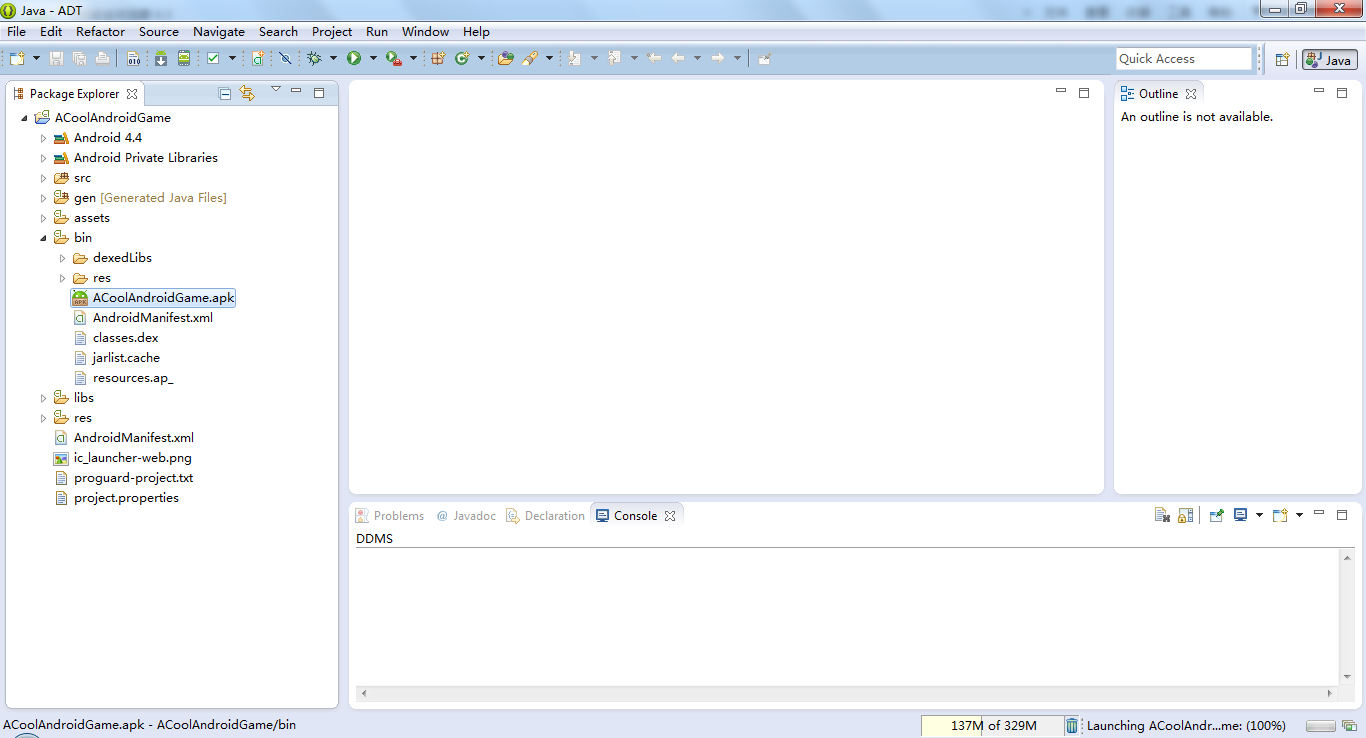 Java - ADT
File Edit Refactor Source Navigate Search Project Run Window Help
Quick Access
Java
Package Explorer
ACoolAndroidGame
Android 4.4
Android Private Libraries
src
gen [Generated Java Files]
assets
bin
dexedLibs
res
ACoolAndroidGame.apk
AndroidManifest.xml
classes.dex
jarlist.cache
resources.ap_
libs
res
AndroidManifest.xml
ic_launcher-web.png
proguard-project.txt
project.properties
Outline
An outline is not available.
Problems @ Javadoc Declaration Console
DDMS
ACoolAndroidGame.apk - ACoolAndroidGame/bin
137M of 329M
Launching ACoolAndr...me: (100%)